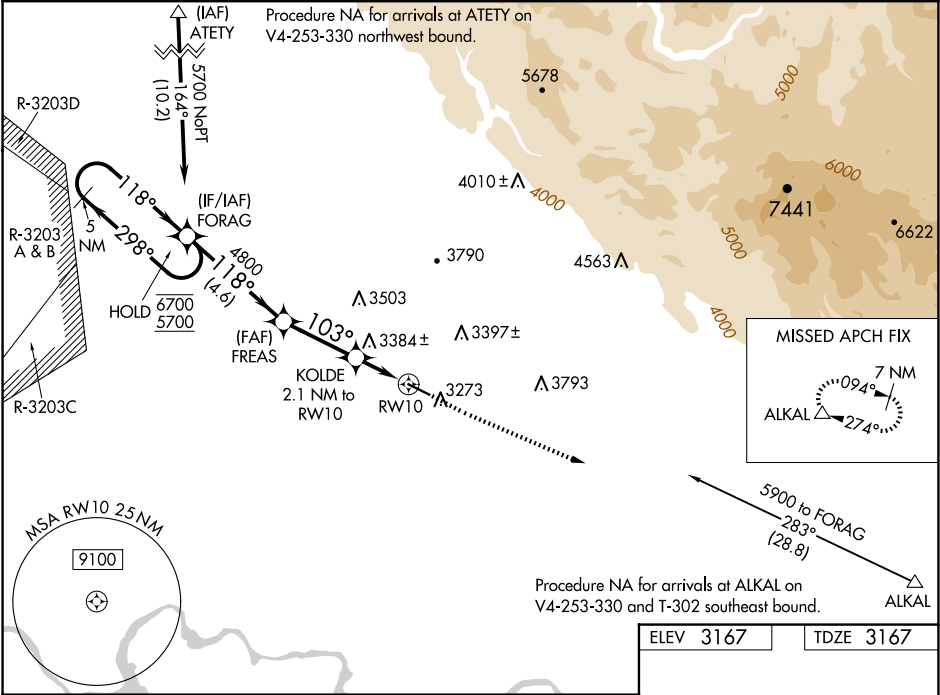 (IAF)
ATETY
Procedure NA for arrivals at ATETY on
V4-253-330 northwest bound.
5700 NoPT
164°
(10.2)
R-3203D
R-3203
A & B
R-3203C
5
NM
118°
298°
HOLD
6700
5700
(IF/IAF)
FORAG
4800
118°
(4.6)
(FAF)
FREAS
103°
KOLDE
2.1 NM to
RW10
RW10
5678
4010±
4000
3790
4563
3503
3384±
3397±
3273
3793
5000
6000
7441
5000
6622
4000
MISSED APCH FIX
7 NM
094°
ALKAL
274°
5900 to FORAG
283°
(28.8)
ALKAL
Procedure NA for arrivals at ALKAL on
V4-253-330 and T-302 southeast bound.
MSA RW10 25 NM
9100
ELEV 3167
TDZE 3167